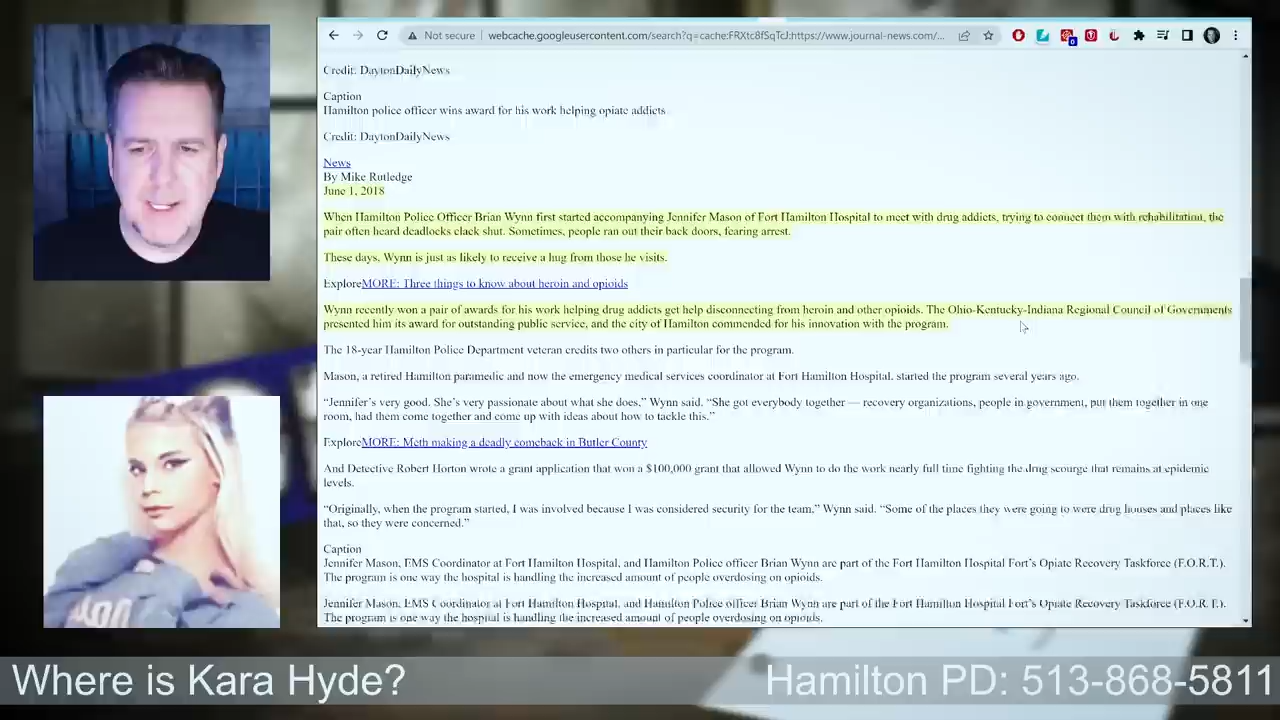 Not secure
webcache.googleusercontent.com/search?q=cache:FRXtc8fSqTcJ:https://www.journal-news.com/...
Credit: DaytonDailyNews
Caption
Hamilton police officer wins award for his work helping opiate addicts
Credit: DaytonDailyNews
News
By Mike Rutledge
June 1, 2018
When Hamilton Police Officer Brian Wynn first started accompanying Jennifer Mason of Fort Hamilton Hospital to meet with drug addicts, trying to connect them with rehabilitation, the
pair often heard deadlocks clack shut. Sometimes, people ran out their back doors, fearing arrest.
These days, Wynn is just as likely to receive a hug from those he visits.
ExploreMORE: Three things to know about heroin and opioids
Wynn recently won a pair of awards for his work helping drug addicts get help disconnecting from heroin and other opioids. The Ohio-Kentucky-Indiana Regional Council of Governments
presented him its award for outstanding public service, and the city of Hamilton commended for his innovation with the program.
The 18-year Hamilton Police Department veteran credits two others in particular for the program.
Mason, a retired Hamilton paramedic and now the emergency medical services coordinator at Fort Hamilton Hospital, started the program several years ago.
“Jennifer’s very good. She’s very passionate about what she does,” Wynn said. “She got everybody together — recovery organizations, people in government, put them together in one
room, had them come together and come up with ideas about how to tackle this.”
ExploreMORE: Meth making a deadly comeback in Butler County
And Detective Robert Horton wrote a grant application that won a $100,000 grant that allowed Wynn to do the work nearly full time fighting the drug scourge that remains at epidemic
levels.
“Originally, when the program started, I was involved because I was considered security for the team,” Wynn said. “Some of the places they were going to were drug houses and places like
that, so they were concerned.”
Caption
Jennifer Mason, EMS Coordinator at Fort Hamilton Hospital, and Hamilton Police officer Brian Wynn are part of the Fort Hamilton Hospital Fort’s Opiate Recovery Taskforce (F.O.R.T.).
The program is one way the hospital is handling the increased amount of people overdosing on opioids.
Jennifer Mason, EMS Coordinator at Fort Hamilton Hospital, and Hamilton Police officer Brian Wynn are part of the Fort Hamilton Hospital Fort’s Opiate Recovery Taskforce (F.O.R.T.).
The program is one way the hospital is handling the increased amount of people overdosing on opioids.
Where is Kara Hyde?
Hamilton PD: 513-868-5811